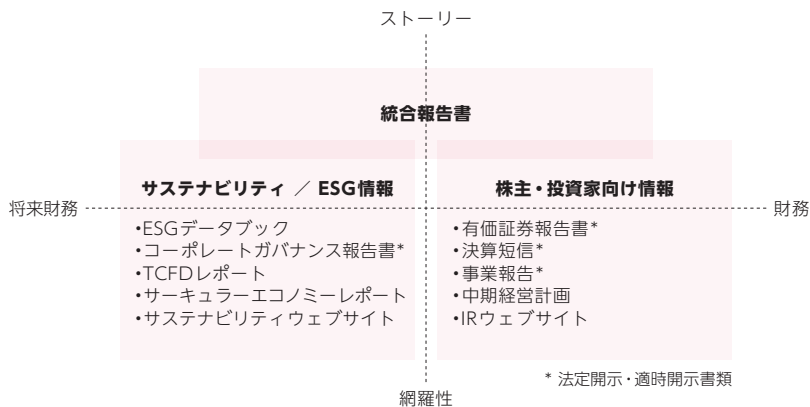 ストーリー
統合報告書
サステナビリティ ／ ESG情報
株主・投資家向け情報
将来財務
財務
•ESGデータブック
•コーポレートガバナンス報告書*
•TCFDレポート
•サーキュラーエコノミーレポート
•サステナビリティウェブサイト
•有価証券報告書*
•決算短信*
•事業報告*
•中期経営計画
•IRウェブサイト
* 法定開示・適時開示書類
網羅性